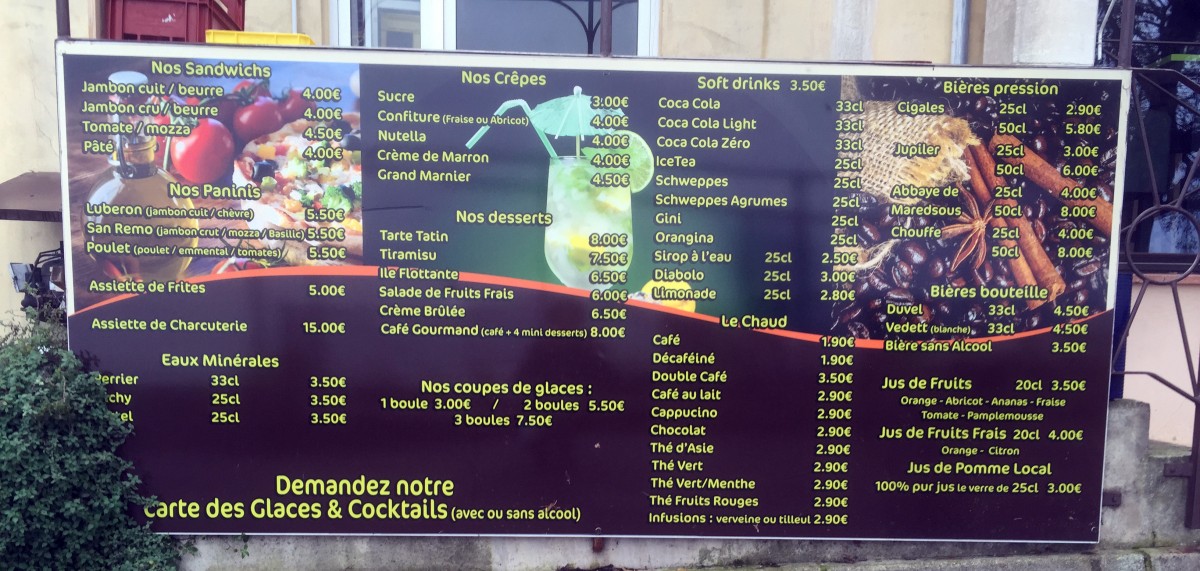 Nos Sandwichs
Jambon cuit / beurre 4.00€
Jambon cru / beurre 4.00€
Tomate / mozza 4.50€
Pâté 4.00€
Nos Paninis
Luberon (jambon cuit / chèvre) 5.50€
San Remo (jambon crut / mozza / Basilic) 5.50€
Poulet (poulet / emmental / tomates) 5.50€
Assiette de Frites 5.00€
Assiette de Charcuterie 15.00€
Eaux Minérales
33cl 3.50€
25cl 3.50€
25cl 3.50€
Nos Crêpes
Sucre 3.00€
Confiture (Fraise ou Abricot) 4.00€
Nutella 4.00€
Crème de Marron 4.00€
Grand Marnier 4.50€
Nos desserts
Tarte Tatin 8.00€
Tiramisu 7.50€
Ile Flottante 6.50€
Salade de Fruits Frais 6.00€
Crème Brûlée 6.50€
Café Gourmand (café + 4 mini desserts) 8.00€
Nos coupes de glaces :
1 boule 3.00€ / 2 boules 5.50€
3 boules 7.50€
Demandez notre
Carte des Glaces & Cocktails (avec ou sans alcool)
Soft drinks 3.50€
Coca Cola 33cl
Coca Cola Light 33cl
Coca Cola Zéro 33cl
IceTea 25cl
Schweppes 25cl
Schweppes Agrumes 25cl
Gini 25cl
Orangina 25cl
Sirop à l'eau 25cl 2.50€
Diabolo 25cl 3.00€
Limonade 25cl 2.80€
Le Chaud
Café 1.90€
Décaféiné 1.90€
Double Café 3.50€
Café au lait 2.90€
Cappucino 2.90€
Chocolat 2.90€
Thé d'Asie 2.90€
Thé Vert 2.90€
Thé Vert/Menthe 2.90€
Thé Fruits Rouges 2.90€
Infusions : verveine ou tilleul 2.90€
Bières pression
Cigales 25cl 2.90€
50cl 5.80€
Jupiler 25cl 3.00€
50cl 6.00€
Abbaye de 25cl 4.00€
Maredsous 50cl 8.00€
Chouffe 25cl 4.00€
50cl 8.00€
Bières bouteille
Duvel 33cl 4.50€
Vedett (blanche) 33cl 4.50€
Bière sans Alcool 3.50€
Jus de Fruits 20cl 3.50€
Orange - Abricot - Ananas - Fraise
Tomate - Pamplemousse
Jus de Fruits Frais 20cl 4.00€
Orange - Citron
Jus de Pomme Local
100% pur jus le verre de 25cl 3.00€